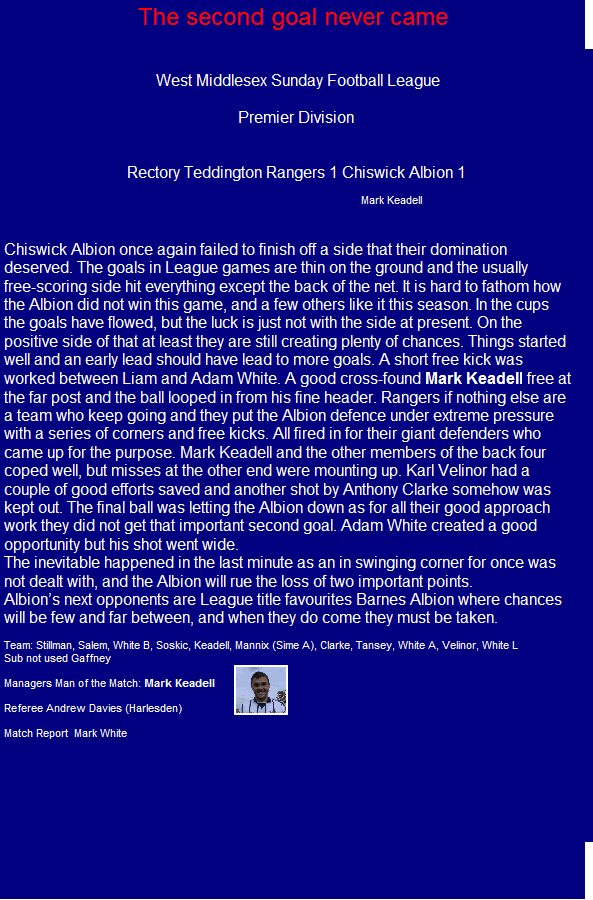 The second goal never came
West Middlesex Sunday Football League
Premier Division
Rectory Teddington Rangers 1 Chiswick Albion 1
Mark Keadell
Chiswick Albion once again failed to finish off a side that their domination
deserved. The goals in League games are thin on the ground and the usually
free-scoring side hit everything except the back of the net. It is hard to fathom how
the Albion did not win this game, and a few others like it this season. In the cups
the goals have flowed, but the luck is just not with the side at present. On the
positive side of that at least they are still creating plenty of chances. Things started
well and an early lead should have lead to more goals. A short free kick was
worked between Liam and Adam White. A good cross-found Mark Keadell free at
the far post and the ball looped in from his fine header. Rangers if nothing else are
a team who keep going and they put the Albion defence under extreme pressure
with a series of corners and free kicks. All fired in for their giant defenders who
came up for the purpose. Mark Keadell and the other members of the back four
coped well, but misses at the other end were mounting up. Karl Velinor had a
couple of good efforts saved and another shot by Anthony Clarke somehow was
kept out. The final ball was letting the Albion down as for all their good approach
work they did not get that important second goal. Adam White created a good
opportunity but his shot went wide.
The inevitable happened in the last minute as an in swinging corner for once was
not dealt with, and the Albion will rue the loss of two important points.
Albion’s next opponents are League title favourites Barnes Albion where chances
will be few and far between, and when they do come they must be taken.
Team: Stillman, Salem, White B, Soskic, Keadell, Mannix (Sime A), Clarke, Tansey, White A, Velinor, White L
Sub not used Gaffney
Managers Man of the Match: Mark Keadell
Referee Andrew Davies (Harlesden)
Match Report  Mark White